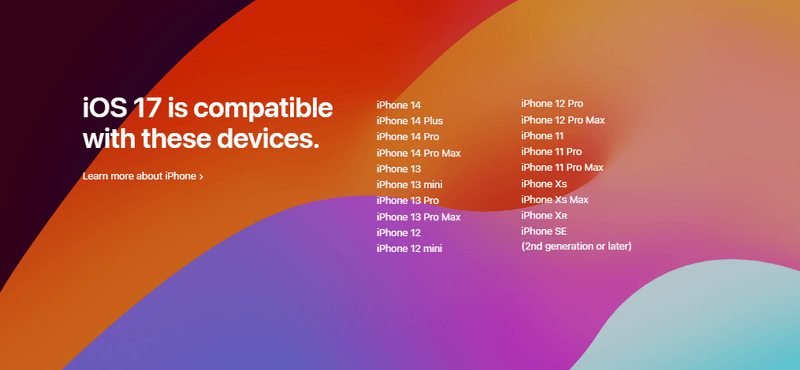 iOS 17 is compatible
with these devices.
Learn more about iPhone >
iPhone 14
iPhone 14 Plus
iPhone 14 Pro
iPhone 14 Pro Max
iPhone 13
iPhone 13 mini
iPhone 13 Pro
iPhone 13 Pro Max
iPhone 12
iPhone 12 mini
iPhone 12 Pro
iPhone 12 Pro Max
iPhone 11
iPhone 11 Pro
iPhone 11 Pro Max
iPhone Xs
iPhone Xs Max
iPhone XR
iPhone SE
(2nd generation or later)